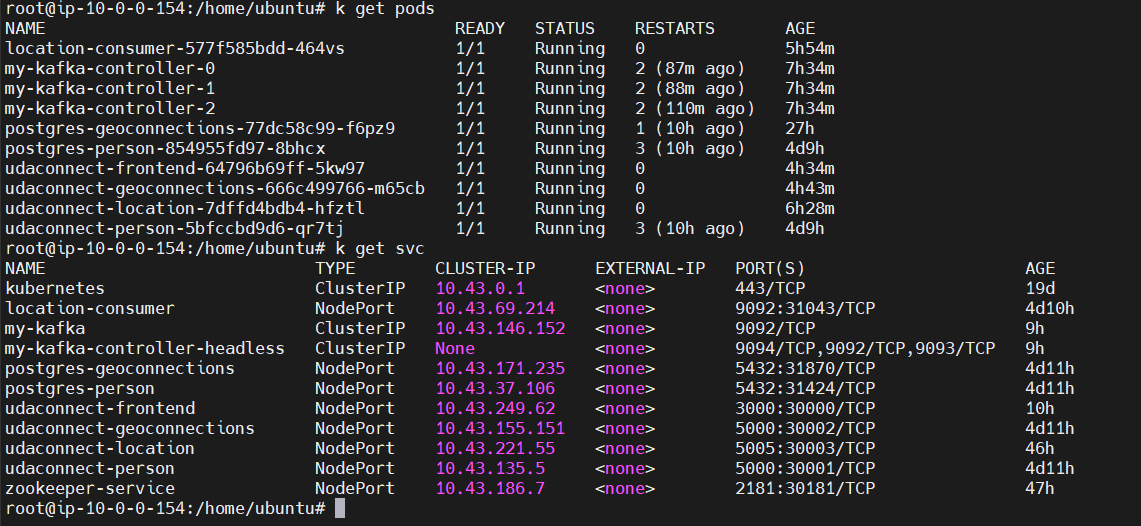 root@ip-10-0-0-154:/home/ubuntu# k get pods
NAME READY STATUS RESTARTS AGE
location-consumer-577f585bdd-464vs 1/1 Running 0 5h54m
my-kafka-controller-0 1/1 Running 2 (87m ago) 7h34m
my-kafka-controller-1 1/1 Running 2 (88m ago) 7h34m
my-kafka-controller-2 1/1 Running 2 (110m ago) 7h34m
postgres-geoconnections-77dc58c99-f6pz9 1/1 Running 1 (10h ago) 27h
postgres-person-854955fd97-8bhcx 1/1 Running 3 (10h ago) 4d9h
udaconnect-frontend-64796b69ff-5kw97 1/1 Running 0 4h34m
udaconnect-geoconnections-666c499766-m65cb 1/1 Running 0 4h43m
udaconnect-location-7dffd4bdb4-hfztl 1/1 Running 0 6h28m
udaconnect-person-5bfccbd9d6-qr7tj 1/1 Running 3 (10h ago) 4d9h
root@ip-10-0-0-154:/home/ubuntu# k get svc
NAME TYPE CLUSTER-IP EXTERNAL-IP PORT(S) AGE
kubernetes ClusterIP 10.43.0.1 <none> 443/TCP 19d
location-consumer NodePort 10.43.69.214 <none> 9092:31043/TCP 4d10h
my-kafka ClusterIP 10.43.146.152 <none> 9092/TCP 9h
my-kafka-controller-headless ClusterIP None <none> 9094/TCP,9092/TCP,9093/TCP 9h
postgres-geoconnections NodePort 10.43.171.235 <none> 5432:31870/TCP 4d11h
postgres-person NodePort 10.43.37.106 <none> 5432:31424/TCP 4d11h
udaconnect-frontend NodePort 10.43.249.62 <none> 3000:30000/TCP 10h
udaconnect-geoconnections NodePort 10.43.155.151 <none> 5000:30002/TCP 4d11h
udaconnect-location NodePort 10.43.221.55 <none> 5005:30003/TCP 46h
udaconnect-person NodePort 10.43.135.5 <none> 5000:30001/TCP 4d11h
zookeeper-service NodePort 10.43.186.7 <none> 2181:30181/TCP 47h
root@ip-10-0-0-154:/home/ubuntu#